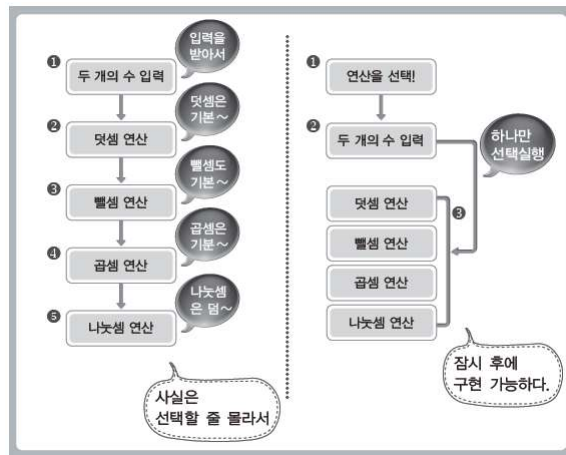 입력을
받아서
❶
두 개의 수 입력
덧셈은
기본～
❷
덧셈 연산
뺄셈도
기본～
❸
뺄셈 연산
곱셈은
기분～
❹
곱셈 연산
나눗셈
은 덤～
❺
나눗셈 연산
사실은
선택할 줄 몰라서
❶
연산을 선택!
❷
두 개의 수 입력
하나만
선택실행
❸
덧셈 연산
뺄셈 연산
곱셈 연산
나눗셈 연산
잠시 후에
구현 가능하다.